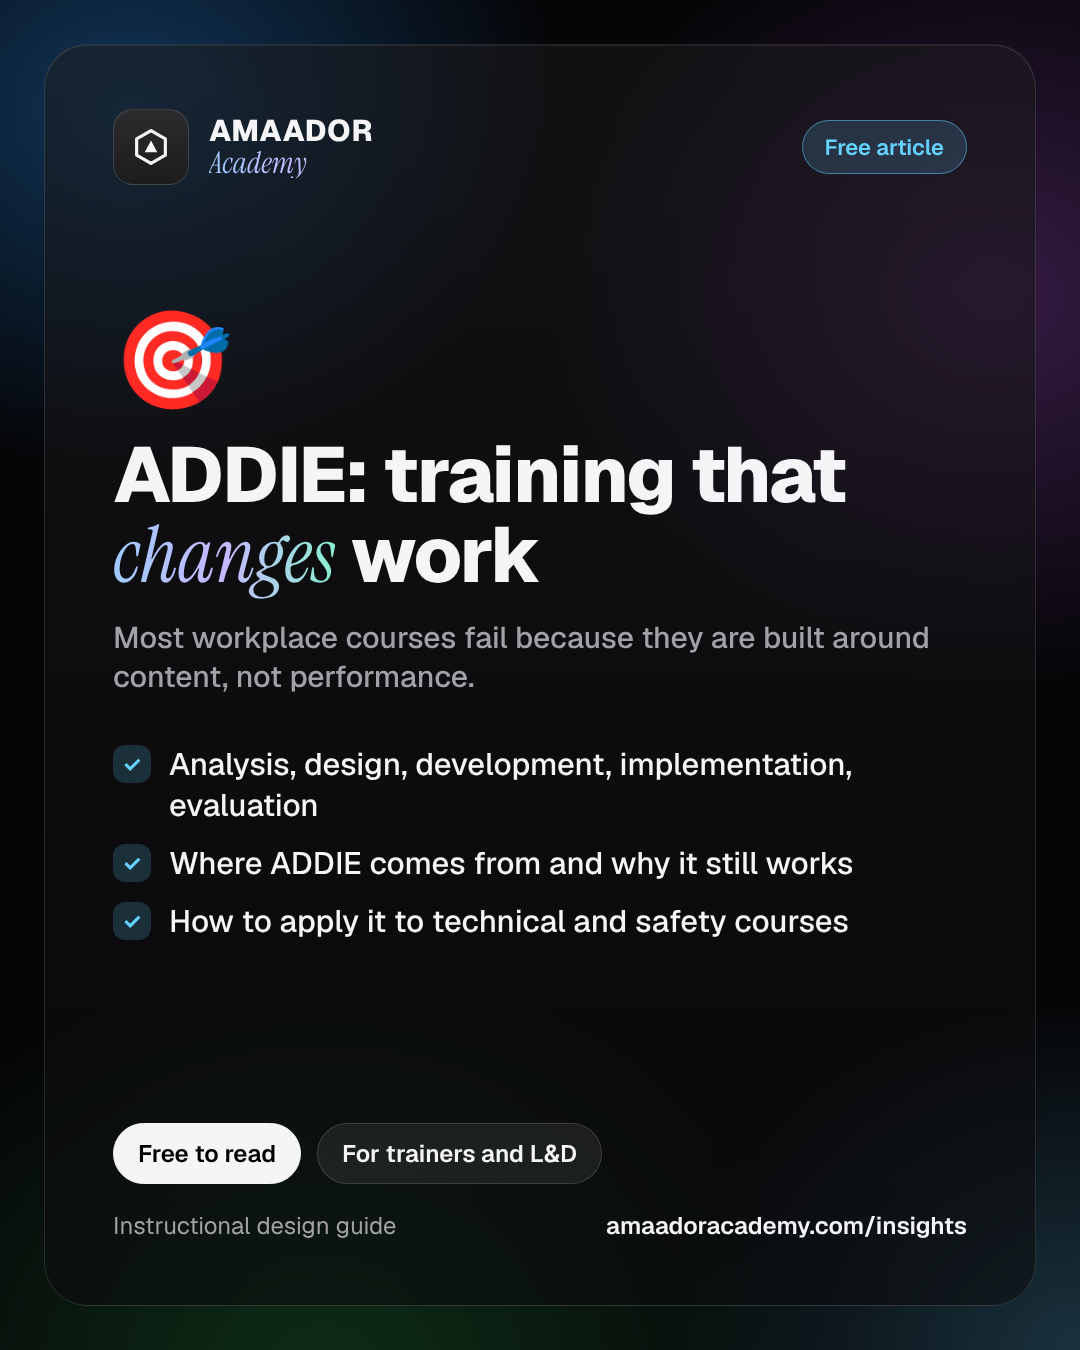 AMAADOR
Academy
Free article
ADDIE: training that
changes work
Most workplace courses fail because they are built around
content, not performance.
Analysis, design, development, implementation,
evaluation
Where ADDIE comes from and why it still works
How to apply it to technical and safety courses
Free to read
For trainers and L&D
Instructional design guide
amaadoracademy.com/insights